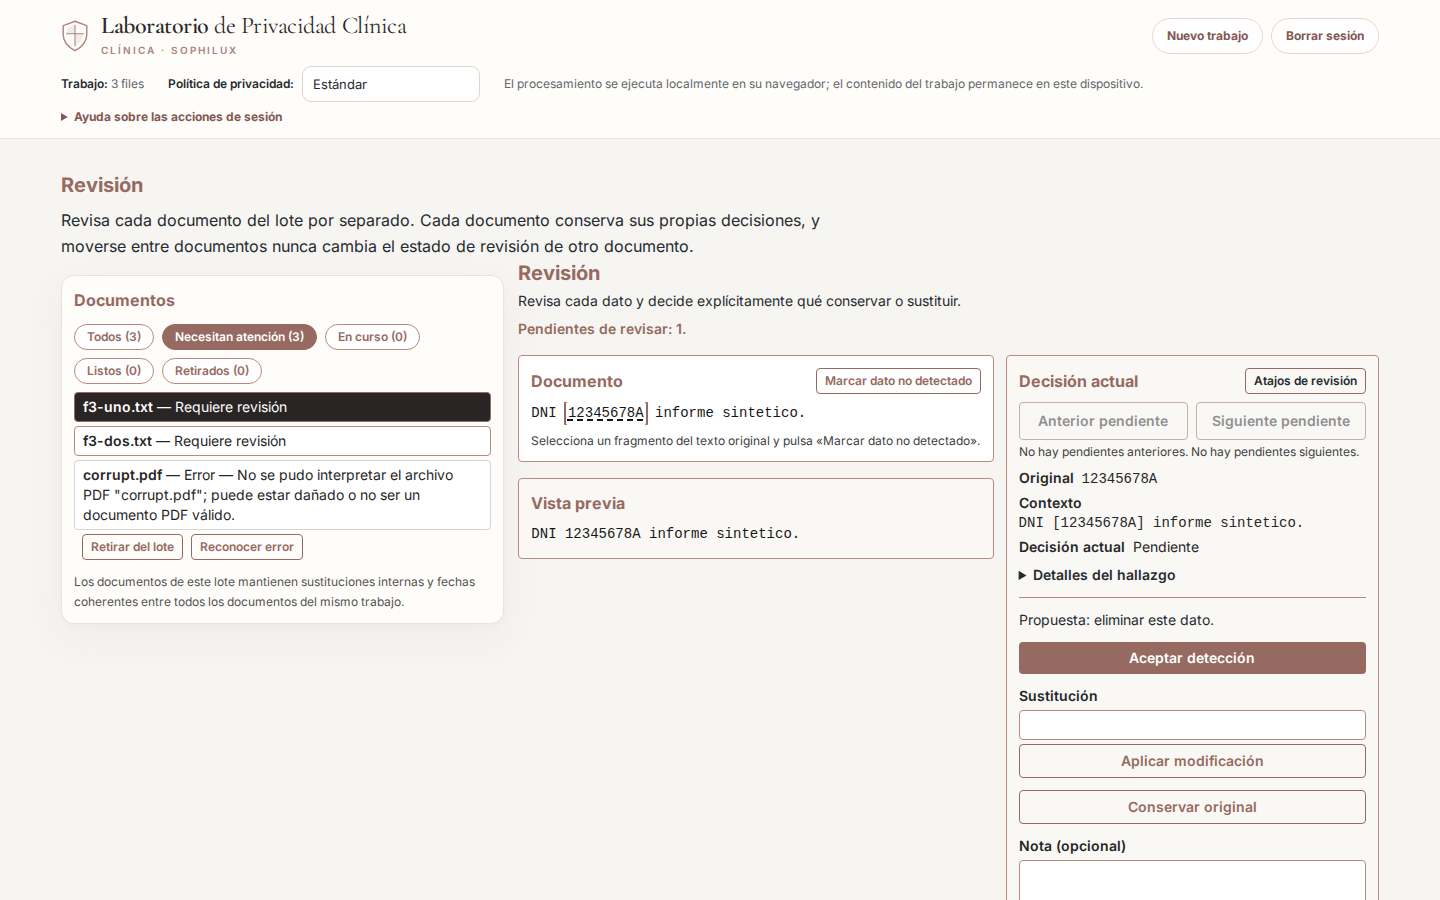 Laboratorio de Privacidad Clínica
CLÍNICA · SOPHILUX
Nuevo trabajo
Borrar sesión
Trabajo: 3 files
Política de privacidad:
Estándar
El procesamiento se ejecuta localmente en su navegador; el contenido del trabajo permanece en este dispositivo.
Ayuda sobre las acciones de sesión
Revisión
Revisa cada documento del lote por separado. Cada documento conserva sus propias decisiones, y
moverse entre documentos nunca cambia el estado de revisión de otro documento.
Documentos
Todos (3)
Necesitan atención (3)
En curso (0)
Listos (0)
Retirados (0)
f3-uno.txt — Requiere revisión
f3-dos.txt — Requiere revisión
corrupt.pdf — Error — No se pudo interpretar el archivo
PDF "corrupt.pdf"; puede estar dañado o no ser un
documento PDF válido.
Retirar del lote
Reconocer error
Los documentos de este lote mantienen sustituciones internas y fechas
coherentes entre todos los documentos del mismo trabajo.
Revisión
Revisa cada dato y decide explícitamente qué conservar o sustituir.
Pendientes de revisar: 1.
Documento
Marcar dato no detectado
DNI [12345678A] informe sintetico.
Selecciona un fragmento del texto original y pulsa «Marcar dato no detectado».
Vista previa
DNI 12345678A informe sintetico.
Decisión actual
Atajos de revisión
Anterior pendiente
Siguiente pendiente
No hay pendientes anteriores. No hay pendientes siguientes.
Original 12345678A
Contexto
DNI [12345678A] informe sintetico.
Decisión actual Pendiente
Detalles del hallazgo
Propuesta: eliminar este dato.
Aceptar detección
Sustitución
Aplicar modificación
Conservar original
Nota (opcional)